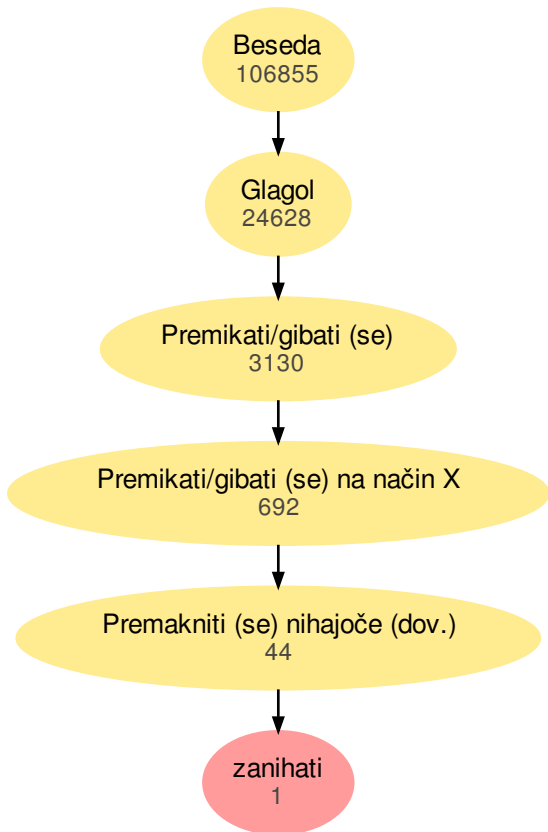 Beseda
106855
Glagol
24628
Premikati/gibati (se)
3130
Premikati/gibati (se) na način X
692
Premakniti (se) nihajoče (dov.)
44
zanihati
1